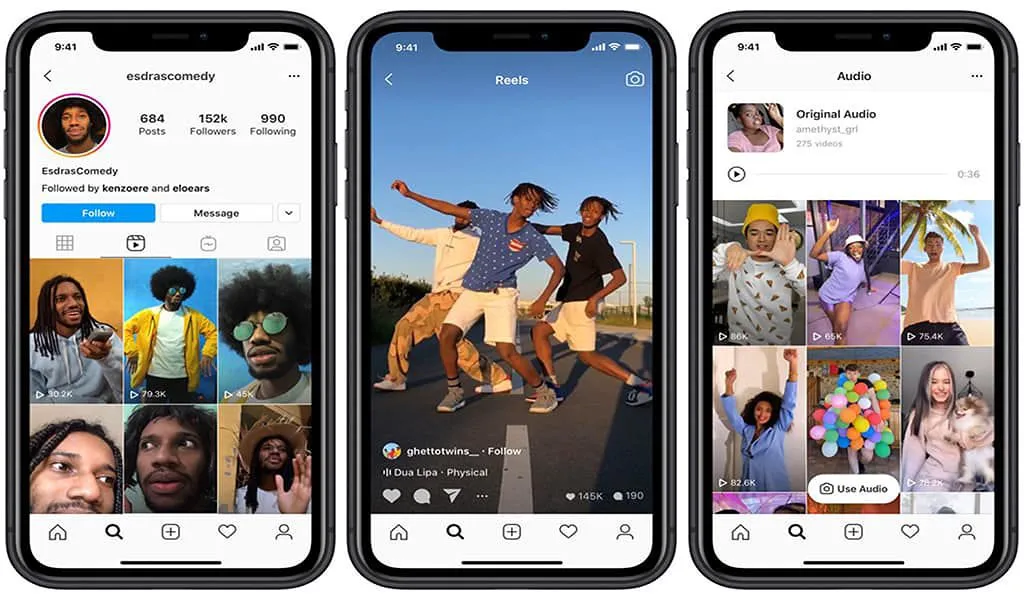 9:41
esdrascomedy
684
Posts
152k
Followers
990
Following
EsdrasComedy
Followed by kenzoere and eloears
Follow
Message
30.2K
79.3K
45K
9:41
Reels
ghettotwins__ · Follow
Dua Lipa · Physical
145K
190
9:41
Audio
Original Audio
amethyst_grl
275 videos
0:36
86K
65K
75.4K
82.6K
75.2K
Use Audio